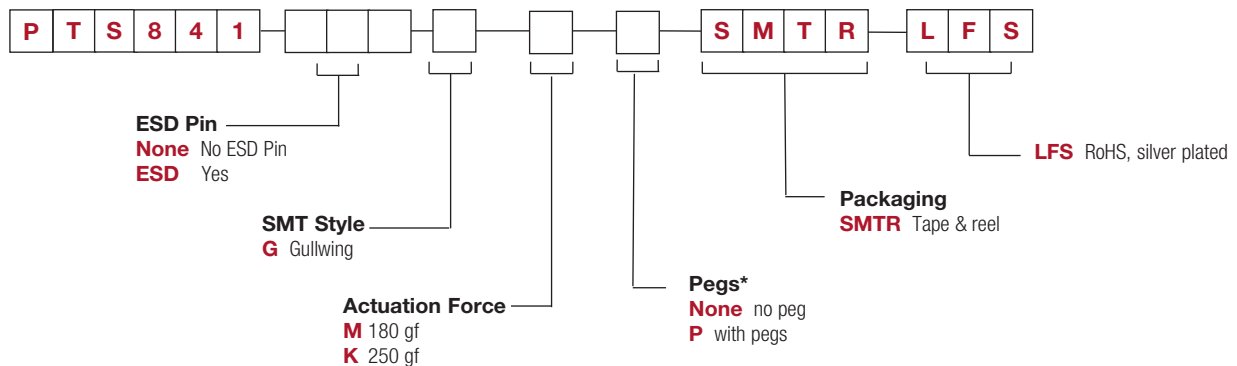 P T S 8 4 1 S M T R L F S
ESD Pin
None No ESD Pin
ESD Yes
SMT Style
G Gullwing
Actuation Force
M 180 gf
K 250 gf
Pegs*
None no peg
P with pegs
Packaging
SMTR Tape & reel
LFS RoHS, silver plated